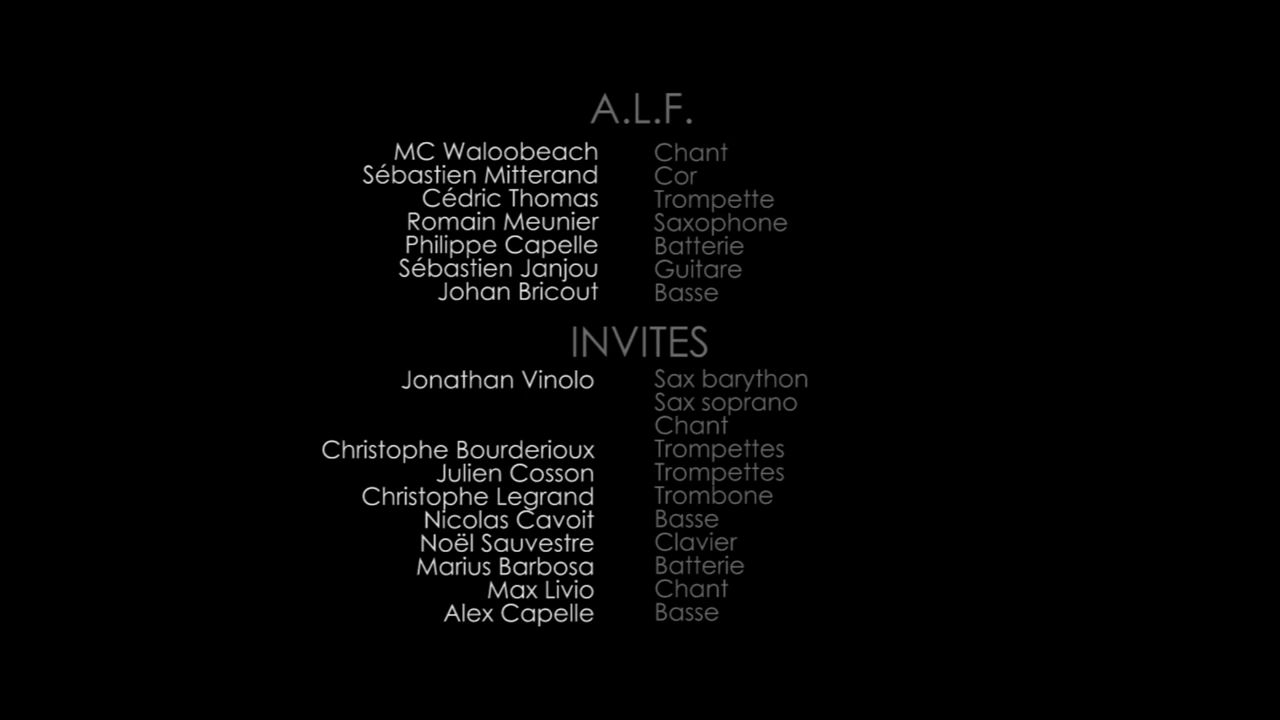 A.L.F.
MC Waloobeach Chant
Sébastien Mitterand Cor
Cédric Thomas Trompette
Romain Meunier Saxophone
Philippe Capelle Batterie
Sébastien Janjou Guitare
Johan Bricout Basse
INVITES
Jonathan Vinolo Sax barython
Sax soprano
Chant
Christophe Bourderioux Trompettes
Julien Cosson Trompettes
Christophe Legrand Trombone
Nicolas Cavoit Basse
Noël Sauvestre Clavier
Marius Barbosa Batterie
Max Livio Chant
Alex Capelle Basse